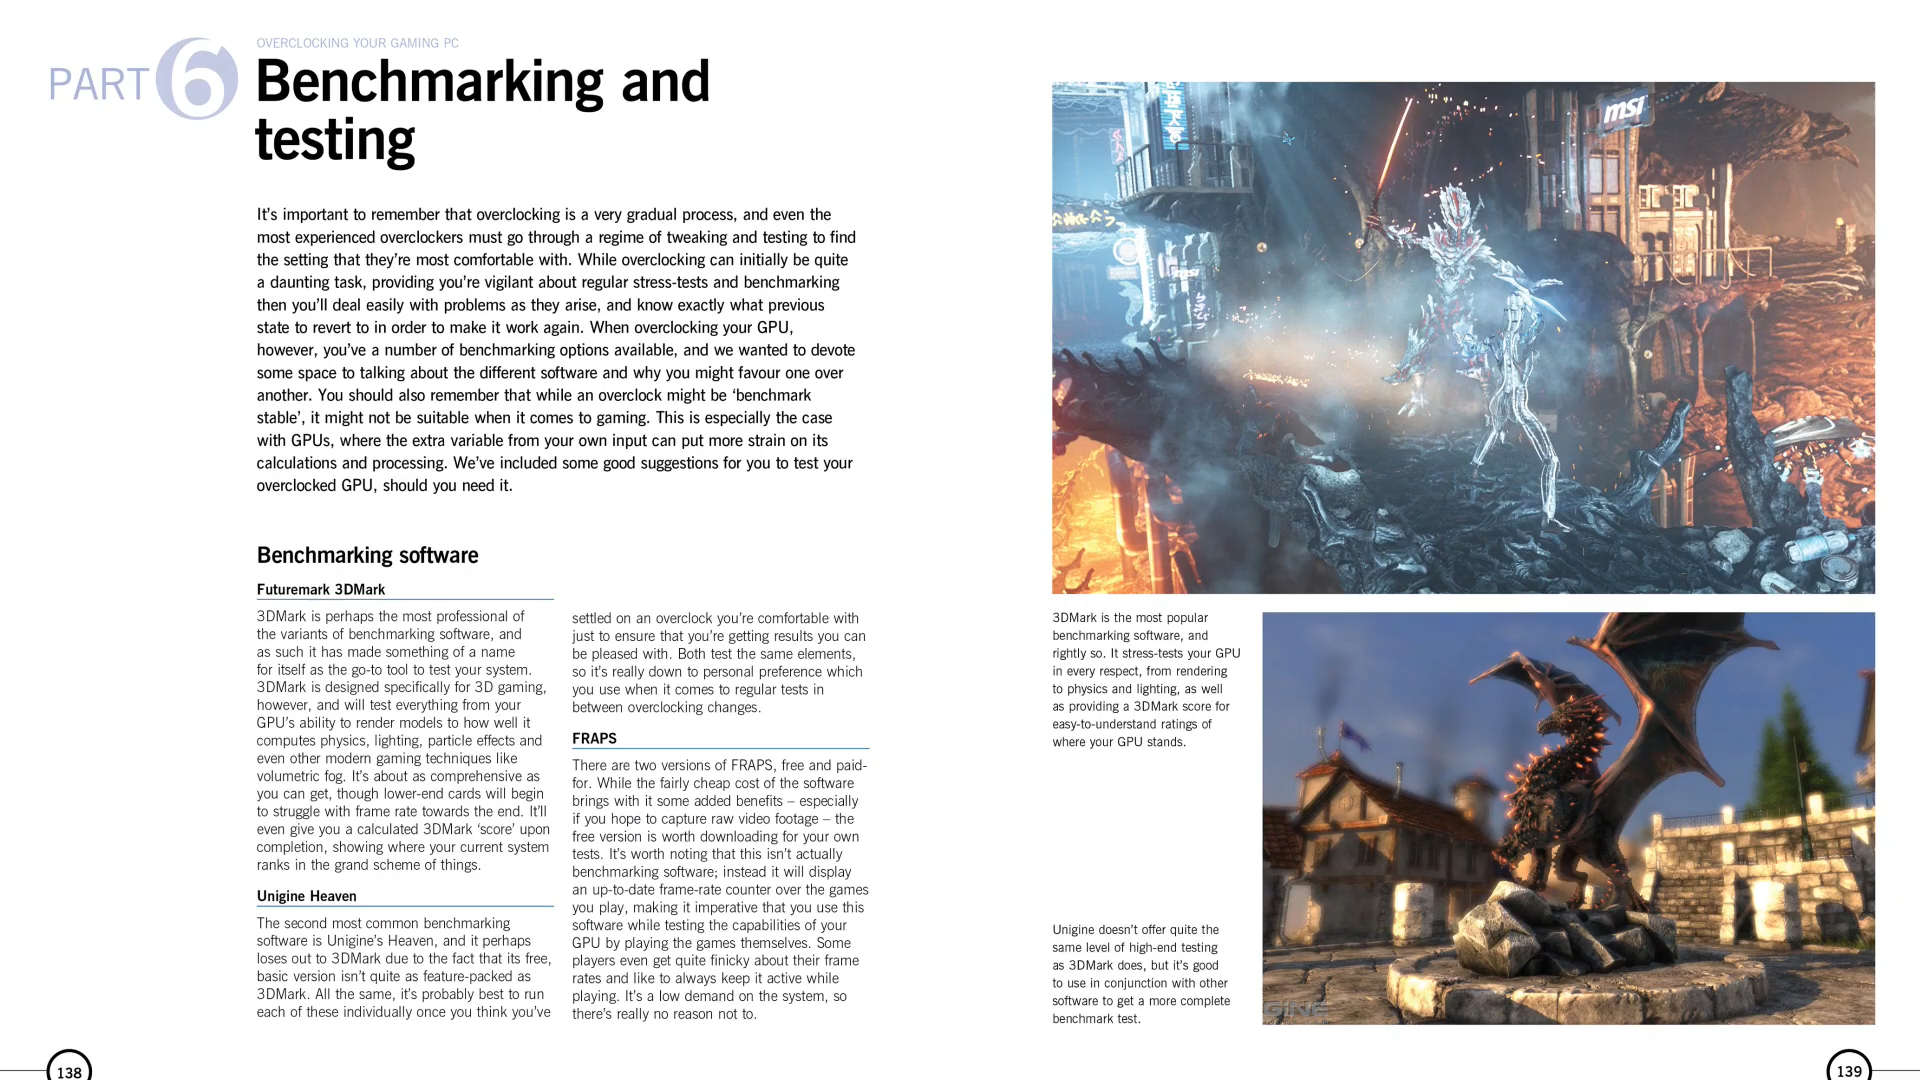 PART 6
OVERCLOCKING YOUR GAMING PC
Benchmarking and
testing
It's important to remember that overclocking is a very gradual process, and even the
most experienced overclockers must go through a regime of tweaking and testing to find
the setting that they're most comfortable with. While overclocking can initially be quite
a daunting task, providing you're vigilant about regular stress-tests and benchmarking
then you'll deal easily with problems as they arise, and know exactly what previous
state to revert to in order to make it work again. When overclocking your GPU,
however, you've a number of benchmarking options available, and we wanted to devote
some space to talking about the different software and why you might favour one over
another. You should also remember that while an overclock might be ‘benchmark
stable’, it might not be suitable when it comes to gaming. This is especially the case
with GPUs, where the extra variable from your own input can put more strain on its
calculations and processing. We've included some good suggestions for you to test your
overclocked GPU, should you need it.
Benchmarking software
Futuremark 3DMark
3DMark is perhaps the most professional of
the variants of benchmarking software, and
as such it has made something of a name
for itself as the go-to tool to test your system.
3DMark is designed specifically for 3D gaming,
however, and will test everything from your
GPU's ability to render models to how well it
computes physics, lighting, particle effects and
even other modern gaming techniques like
volumetric fog. It's about as comprehensive as
you can get, though lower-end cards will begin
to struggle with frame rate towards the end. It'll
even give you a calculated 3DMark ‘score’ upon
completion, showing where your current system
ranks in the grand scheme of things.
Unigine Heaven
The second most common benchmarking
software is Unigine's Heaven, and it perhaps
loses out to 3DMark due to the fact that its free,
basic version isn't quite as feature-packed as
3DMark. All the same, it's probably best to run
each of these individually once you think you've
settled on an overclock you're comfortable with
just to ensure that you're getting results you can
be pleased with. Both test the same elements,
so it's really down to personal preference which
you use when it comes to regular tests in
between overclocking changes.
FRAPS
There are two versions of FRAPS, free and paid-
for. While the fairly cheap cost of the software
brings with it some added benefits – especially
if you hope to capture raw video footage – the
free version is worth downloading for your own
tests. It's worth noting that this isn't actually
benchmarking software; instead it will display
an up-to-date frame-rate counter over the games
you play, making it imperative that you use this
software while testing the capabilities of your
GPU by playing the games themselves. Some
players even get quite finicky about their frame
rates and like to always keep it active while
playing. It's a low demand on the system, so
there's really no reason not to.
138
msi
msi
3DMark is the most popular
benchmarking software, and
rightly so. It stress-tests your GPU
in every respect, from rendering
to physics and lighting, as well
as providing a 3DMark score for
easy-to-understand ratings of
where your GPU stands.
Unigine doesn't offer quite the
same level of high-end testing
as 3DMark does, but it's good
to use in conjunction with other
software to get a more complete
benchmark test.
GINE
139